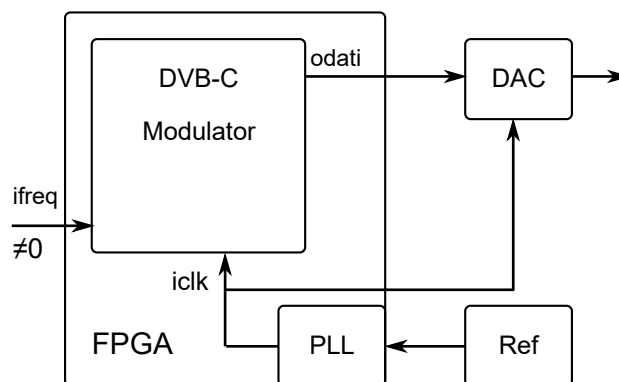 odati
DVB-C
DAC
Modulator
ifreq
≠0
iclk
FPGA
PLL
Ref